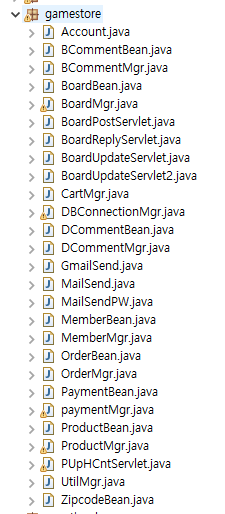 gamestore
Account.java
BCommentBean.java
BCommentMgr.java
BoardBean.java
BoardMgr.java
BoardPostServlet.java
BoardReplyServlet.java
BoardUpdateServlet.java
BoardUpdateServlet2.java
CartMgr.java
DBConnectionMgr.java
DCommentBean.java
DCommentMgr.java
GmailSend.java
MailSend.java
MailSendPW.java
MemberBean.java
MemberMgr.java
OrderBean.java
OrderMgr.java
PaymentBean.java
paymentMgr.java
ProductBean.java
ProductMgr.java
PUpHCntServlet.java
UtilMgr.java
ZipcodeBean.java